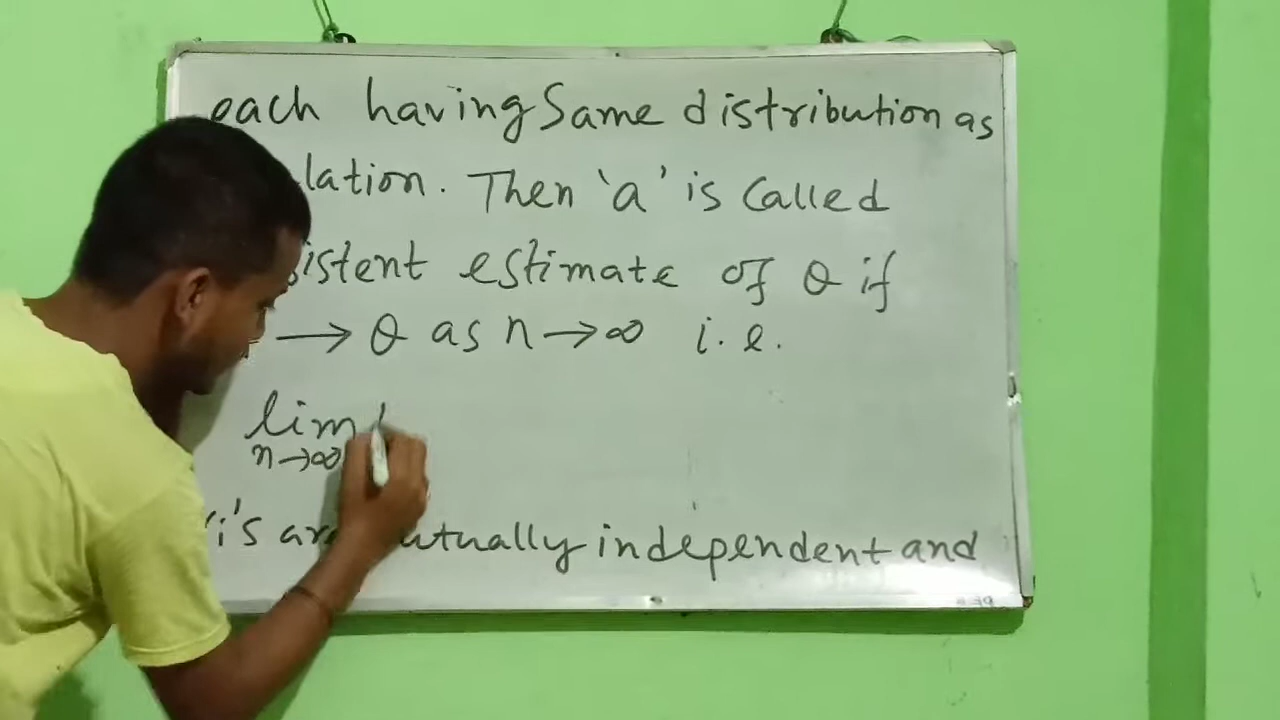 each having Same distribution as
lation. Then 'a' is Called
istent estimate of θ if
→ θ as n→∞ i.e.
lim
n→∞
i's are mutually independent and